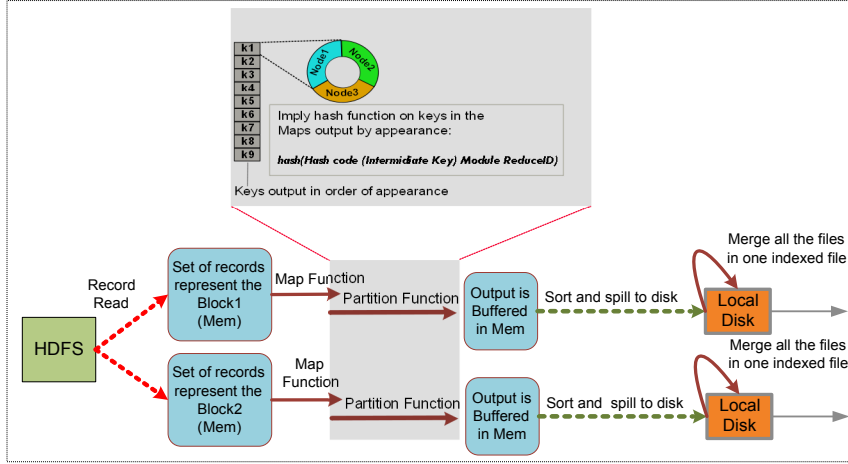 k1
k2
k3
k4
k5
k6
k7
k8
k9
Node1
Node2
Node3
Imply hash function on keys in the
Maps output by appearance:
hash(Hash code (Intermidiate Key) Module ReduceID)
Keys output in order of appearance
HDFS
Record
Read
Set of records
represent the
Block1
(Mem)
Map Function
Partition Function
Output is
Buffered
in Mem
Sort and spill to disk
Merge all the files
in one indexed file
Local
Disk
Set of records
represent the
Block2
(Mem)
Map
Function
Partition Function
Output is
Buffered
in Mem
Sort and spill to disk
Merge all the files
in one indexed file
Local
Disk